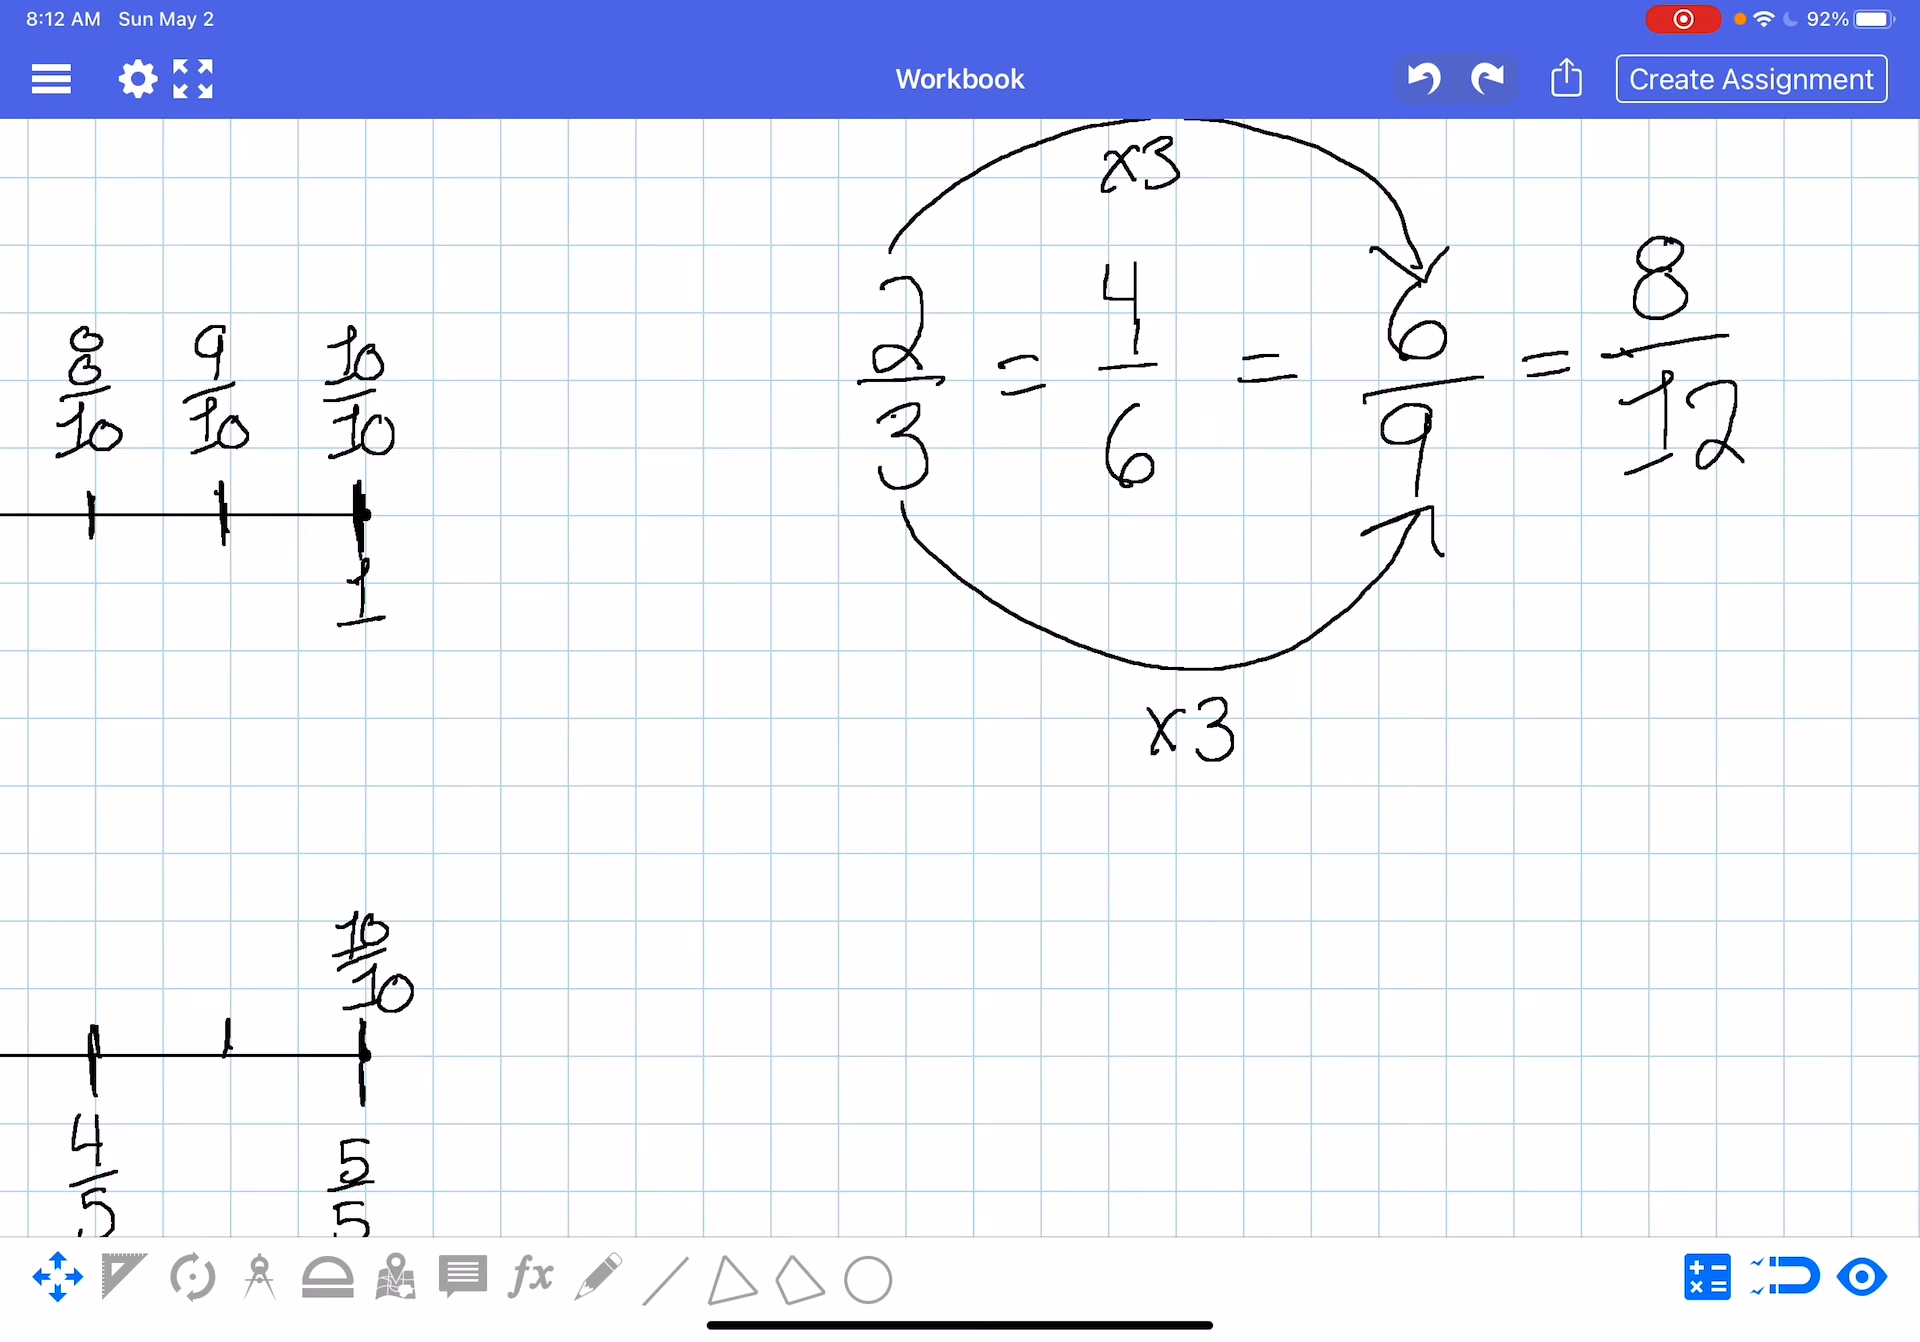 8:12 AM Sun May 2
92%
Workbook
Create Assignment
x3
2/3 = 4/6 = 6/9 = 8/12
x3
8/10 9/10 10/10
1
10/10
4/5 5/5
fx